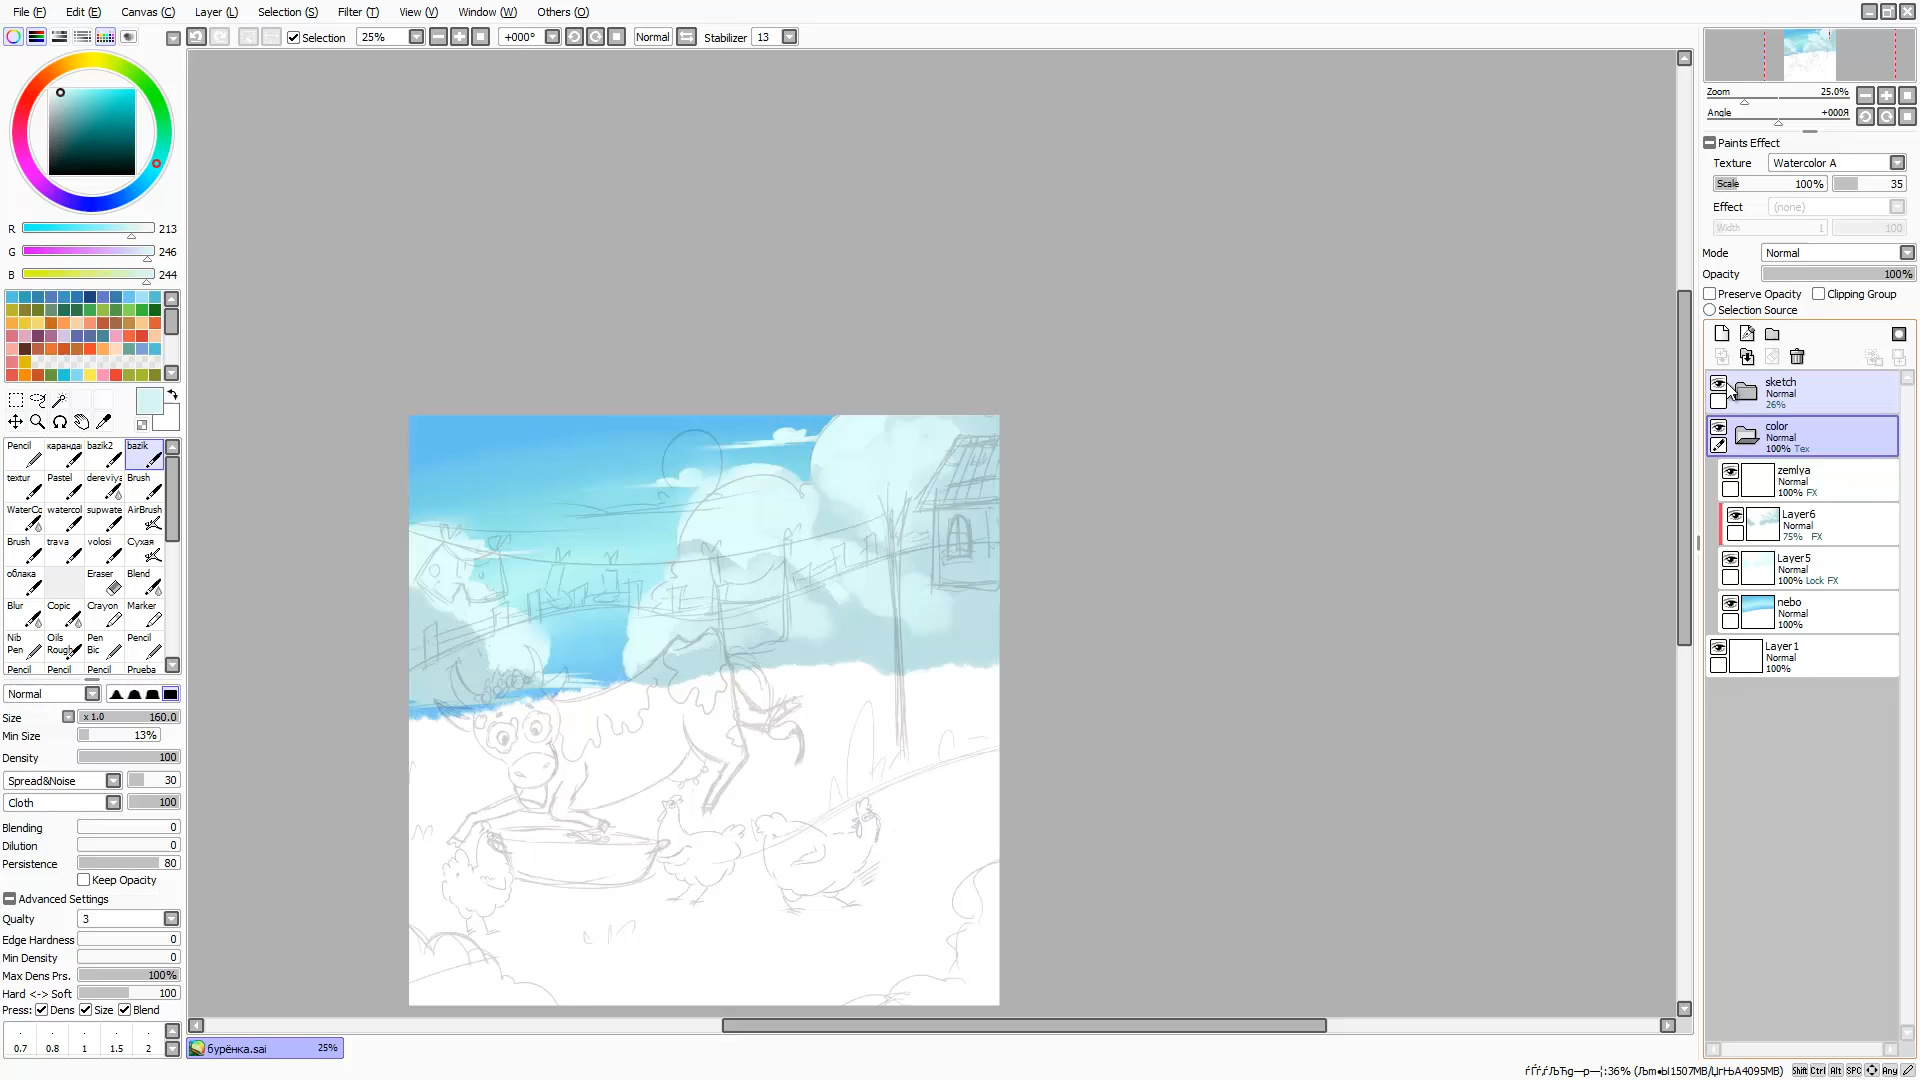 File (F) Edit (E) Canvas (C) Layer (L) Selection (S) Filter (T) View (V) Window (W) Others (O)
Selection 25% +000° Normal Stabilizer 13
R 213
G 246
B 244
Pencil каранда bazik2 bazik
textur Pastel dereviya Brush
WaterCo watercol supwate AirBrush
Brush trava volosi Сухая
облака Eraser Blend
Blur Copic Crayon Marker
Nib Pen Oils Rough Pen Bic Pencil
Pencil Pencil Pencil Prueba
Normal
Size x 1.0 160.0
Min Size 13%
Density 100
Spread&Noise 30
Cloth 100
Blending 0
Dilution 0
Persistence 80
Keep Opacity
Advanced Settings
Qualty 3
Edge Hardness 0
Min Density 0
Max Dens Prs. 100%
Hard <-> Soft 100
Press: Dens Size Blend
0.7 0.8 1 1.5 2
бурёнка.sai 25%
Zoom 25.0%
Angle +000Я
Paints Effect
Texture Watercolor A
Scale 100% 35
Effect (none)
Width 1 100
Mode Normal
Opacity 100%
Preserve Opacity Clipping Group
Selection Source
sketch
Normal
26%
color
Normal
100% Tex
zemlya
Normal
100% FX
Layer6
Normal
75% FX
Layer5
Normal
100% Lock FX
nebo
Normal
100%
Layer1
Normal
100%
Shift Ctrl Alt SPC Any